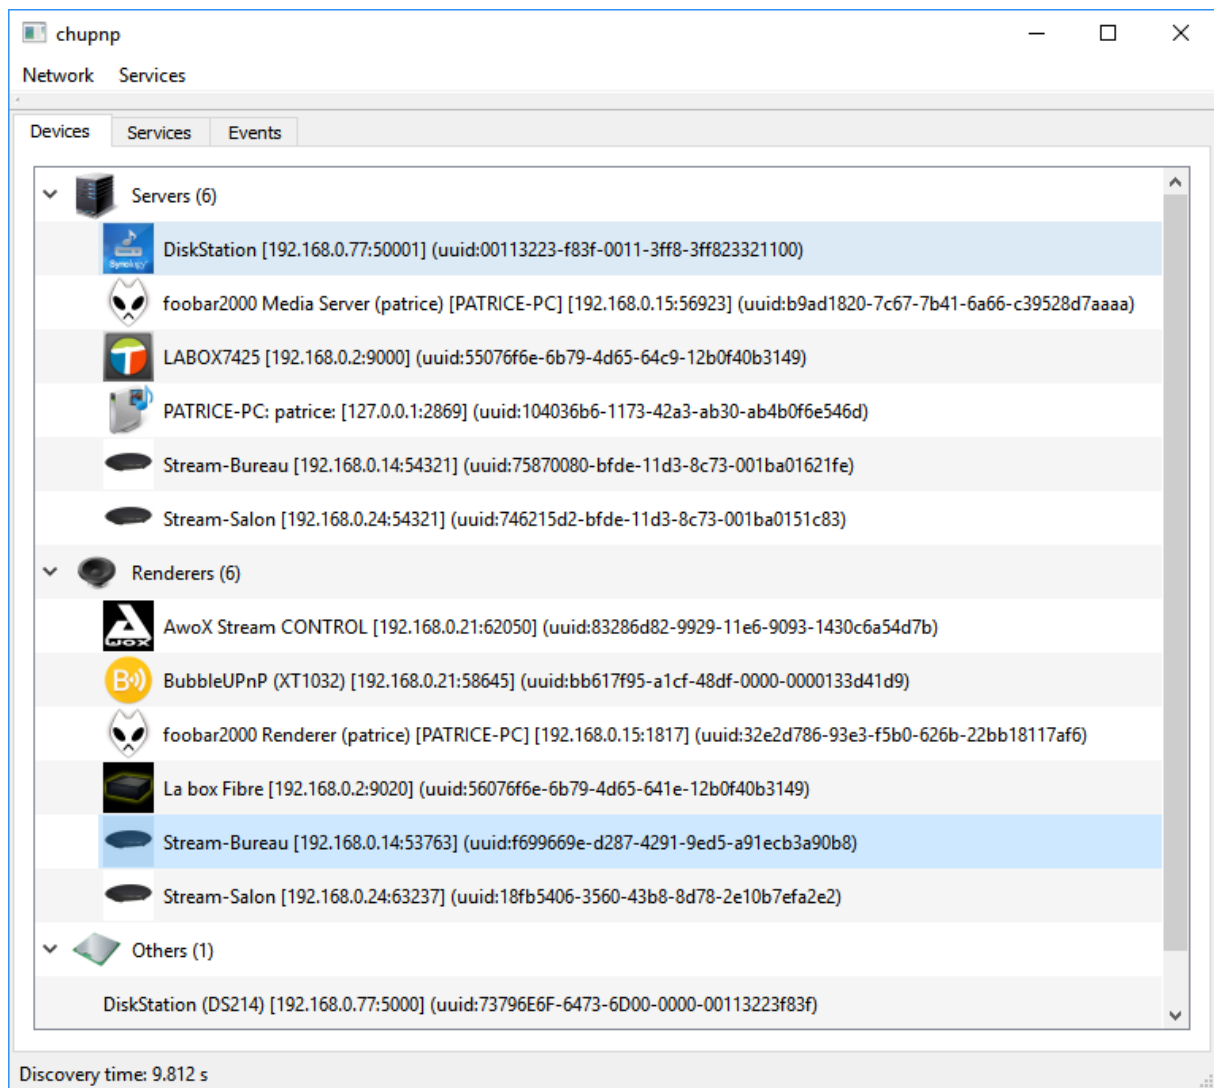 chupnp
Network Services
Devices Services Events
Servers (6)
Synology
DiskStation [192.168.0.77:50001] (uuid:00113223-f83f-0011-3ff8-3ff823321100)
foobar2000 Media Server (patrice) [PATRICE-PC] [192.168.0.15:56923] (uuid:b9ad1820-7c67-7b41-6a66-c39528d7aaaa)
LABOX7425 [192.168.0.2:9000] (uuid:55076f6e-6b79-4d65-64c9-12b0f40b3149)
PATRICE-PC: patrice: [127.0.0.1:2869] (uuid:104036b6-1173-42a3-ab30-ab4b0f6e546d)
Stream-Bureau [192.168.0.14:54321] (uuid:75870080-bfde-11d3-8c73-001ba01621fe)
Stream-Salon [192.168.0.24:54321] (uuid:746215d2-bfde-11d3-8c73-001ba0151c83)
Renderers (6)
AWOX
AwoX Stream CONTROL [192.168.0.21:62050] (uuid:83286d82-9929-11e6-9093-1430c6a54d7b)
B
BubbleUPnP (XT1032) [192.168.0.21:58645] (uuid:bb617f95-a1cf-48df-0000-0000133d41d9)
foobar2000 Renderer (patrice) [PATRICE-PC] [192.168.0.15:1817] (uuid:32e2d786-93e3-f5b0-626b-22bb18117af6)
La box Fibre [192.168.0.2:9020] (uuid:56076f6e-6b79-4d65-641e-12b0f40b3149)
Stream-Bureau [192.168.0.14:53763] (uuid:f699669e-d287-4291-9ed5-a91ecb3a90b8)
Stream-Salon [192.168.0.24:63237] (uuid:18fb5406-3560-43b8-8d78-2e10b7efa2e2)
Others (1)
DiskStation (DS214) [192.168.0.77:5000] (uuid:73796E6F-6473-6D00-0000-00113223f83f)
Discovery time: 9.812 s